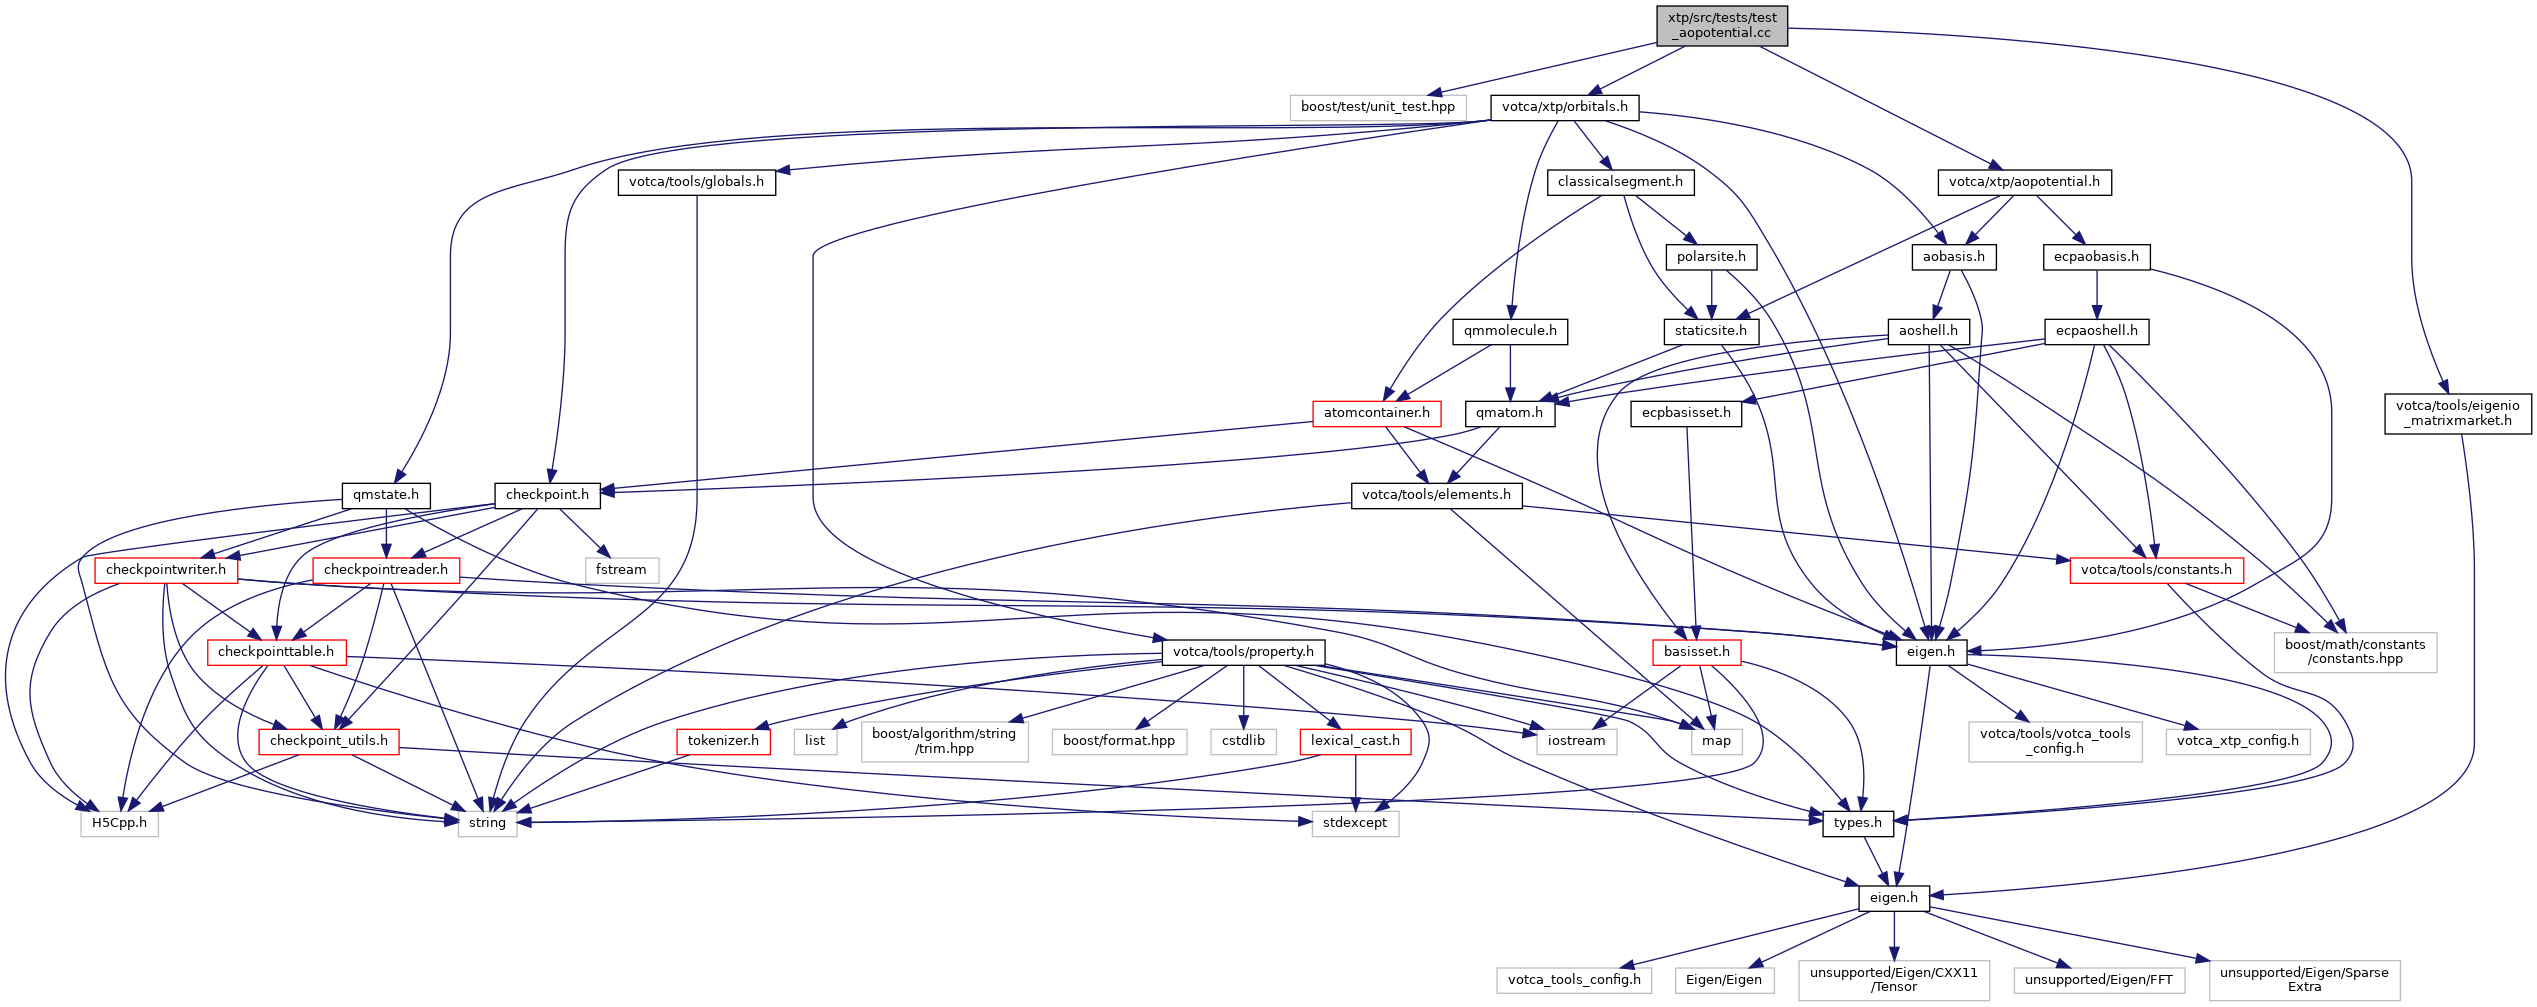 xtp/src/tests/test
_aopotential.cc
boost/test/unit_test.hpp
votca/xtp/orbitals.h
votca/tools/globals.h
classicalsegment.h
votca/xtp/aopotential.h
polarsite.h
aobasis.h
ecpaobasis.h
qmmolecule.h
staticsite.h
aoshell.h
ecpaoshell.h
atomcontainer.h
qmatom.h
ecpbasisset.h
votca/tools/eigenio
_matrixmarket.h
qmstate.h
checkpoint.h
votca/tools/elements.h
checkpointwriter.h
checkpointreader.h
fstream
votca/tools/constants.h
checkpointtable.h
votca/tools/property.h
basisset.h
eigen.h
boost/math/constants
/constants.hpp
checkpoint_utils.h
tokenizer.h
list
boost/algorithm/string
/trim.hpp
boost/format.hpp
cstdlib
lexical_cast.h
iostream
map
votca/tools/votca_tools
_config.h
votca_xtp_config.h
H5Cpp.h
string
stdexcept
types.h
eigen.h
votca_tools_config.h
Eigen/Eigen
unsupported/Eigen/CXX11
/Tensor
unsupported/Eigen/FFT
unsupported/Eigen/Sparse
Extra